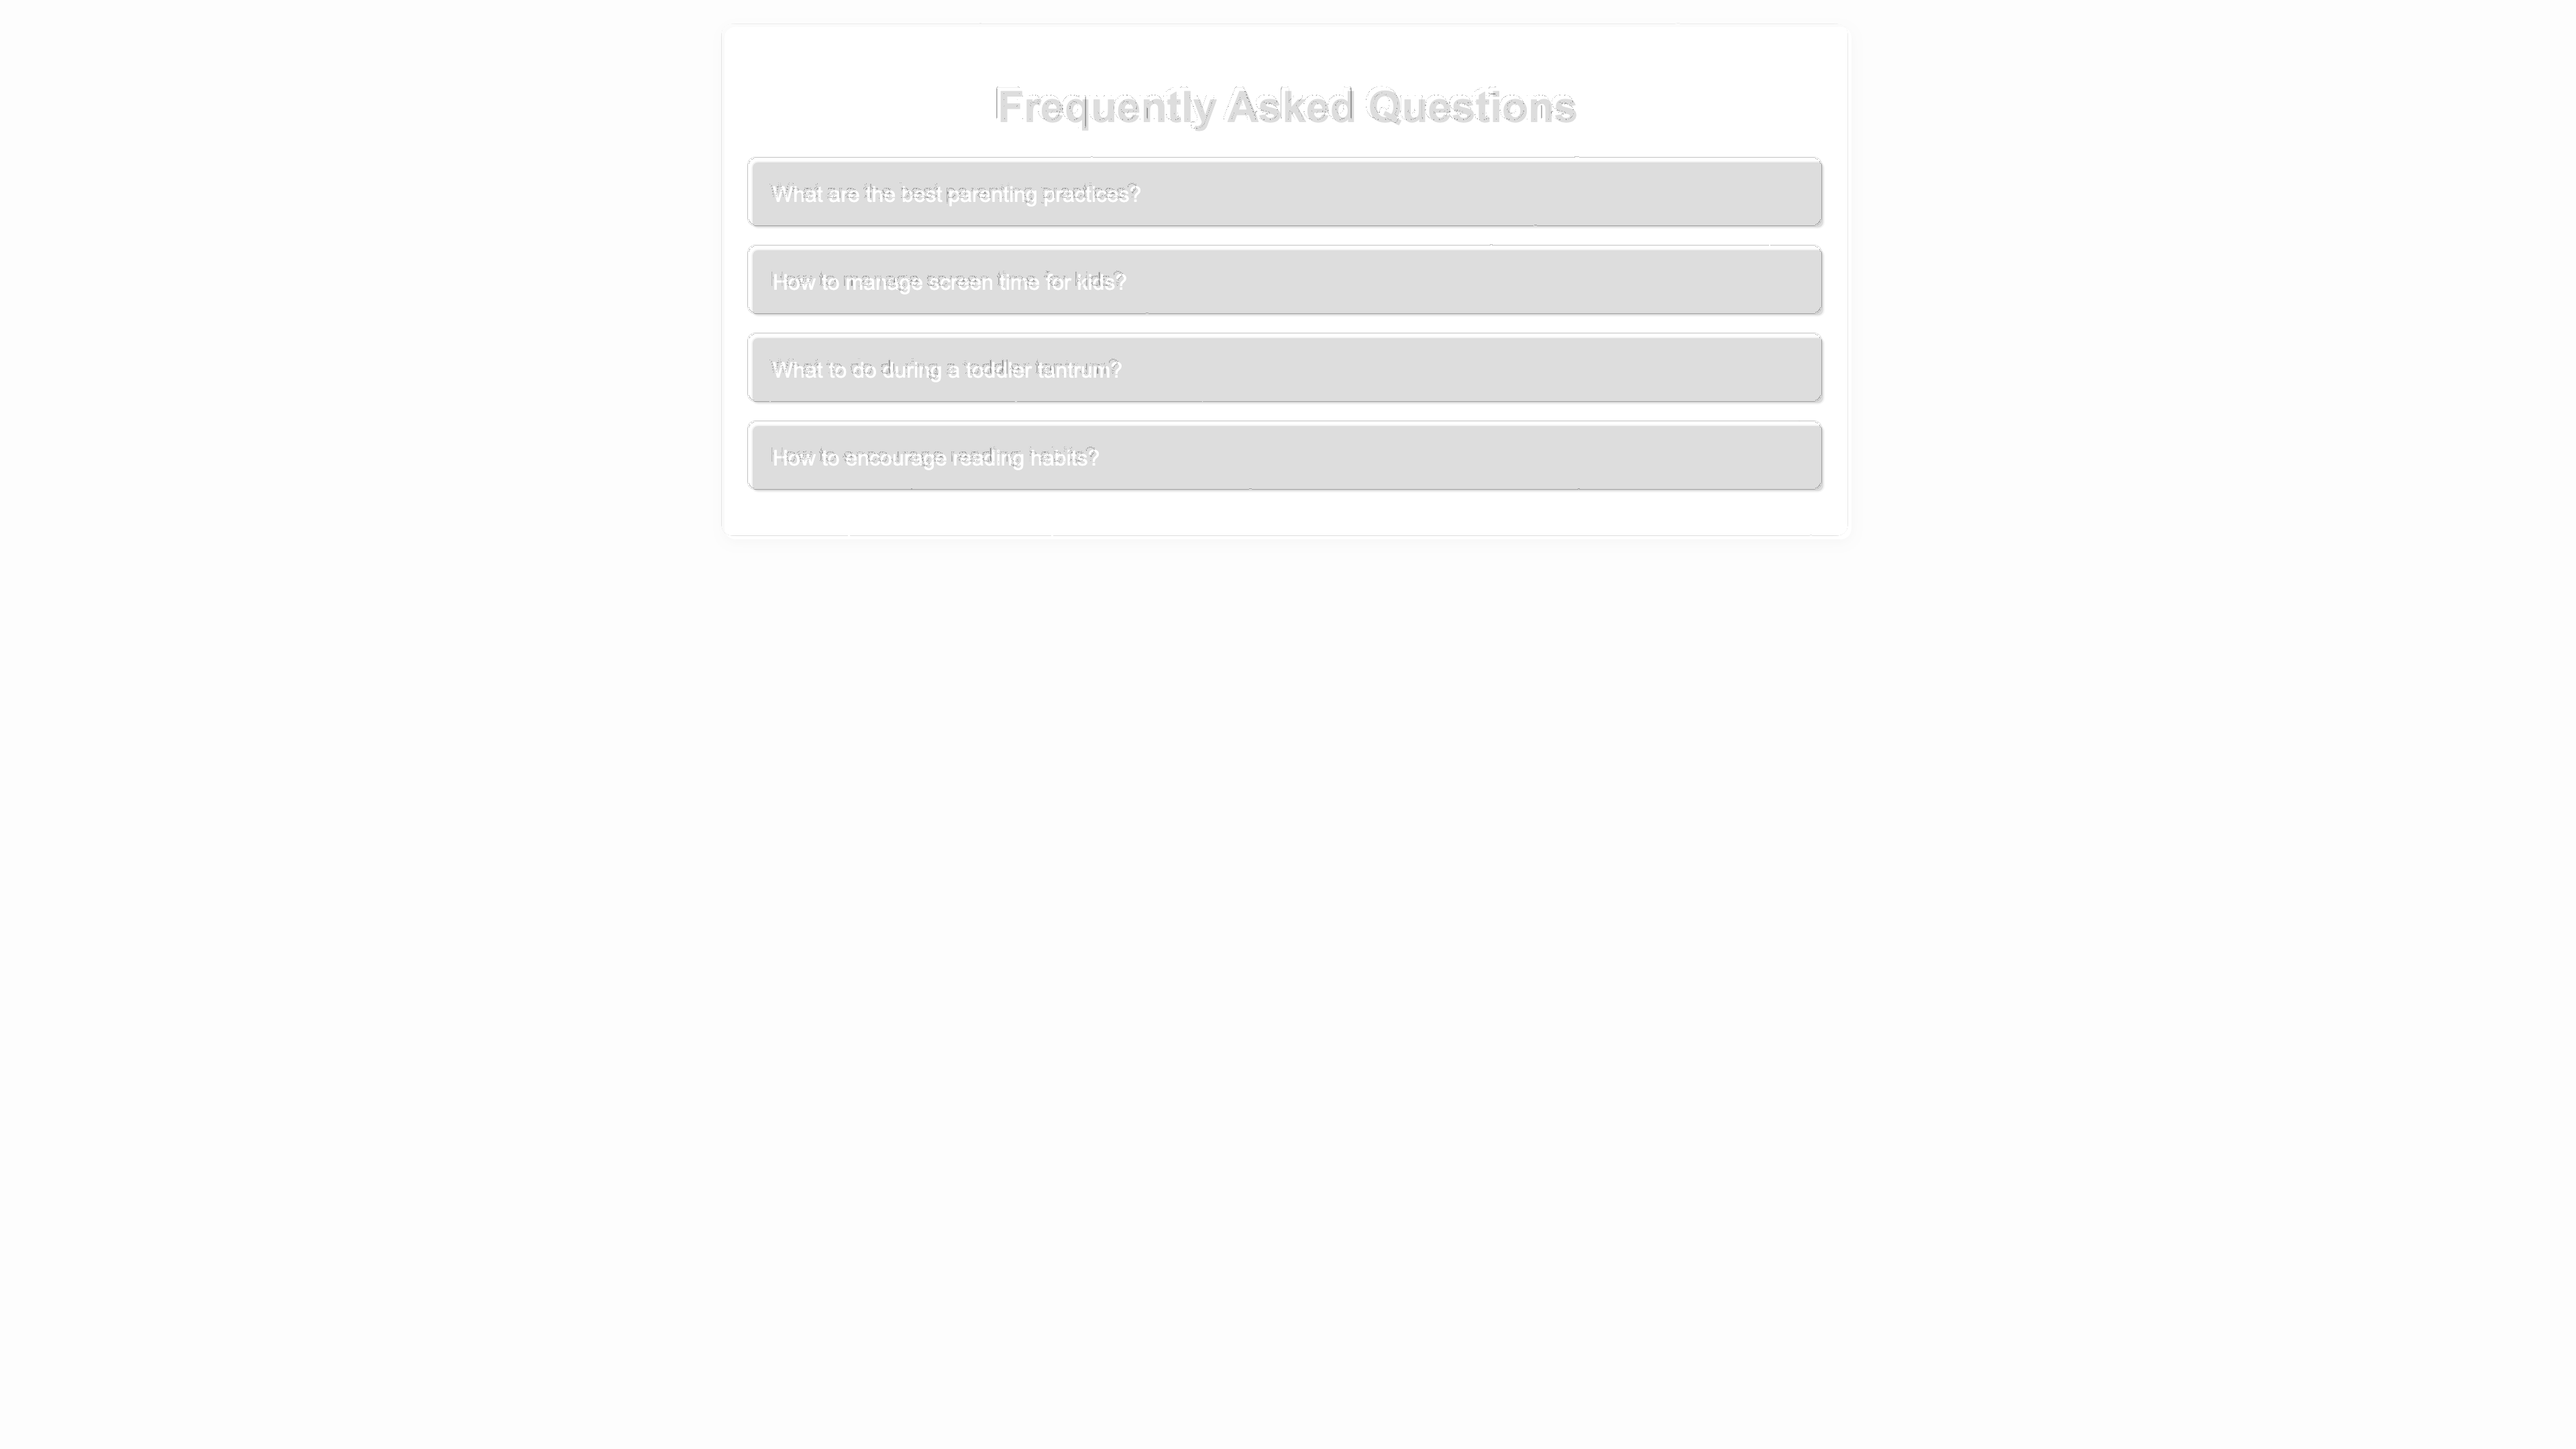 Frequently Asked Questions
What are the best parenting practices?
How to manage screen time for kids?
What to do during a toddler tantrum?
How to encourage reading habits?